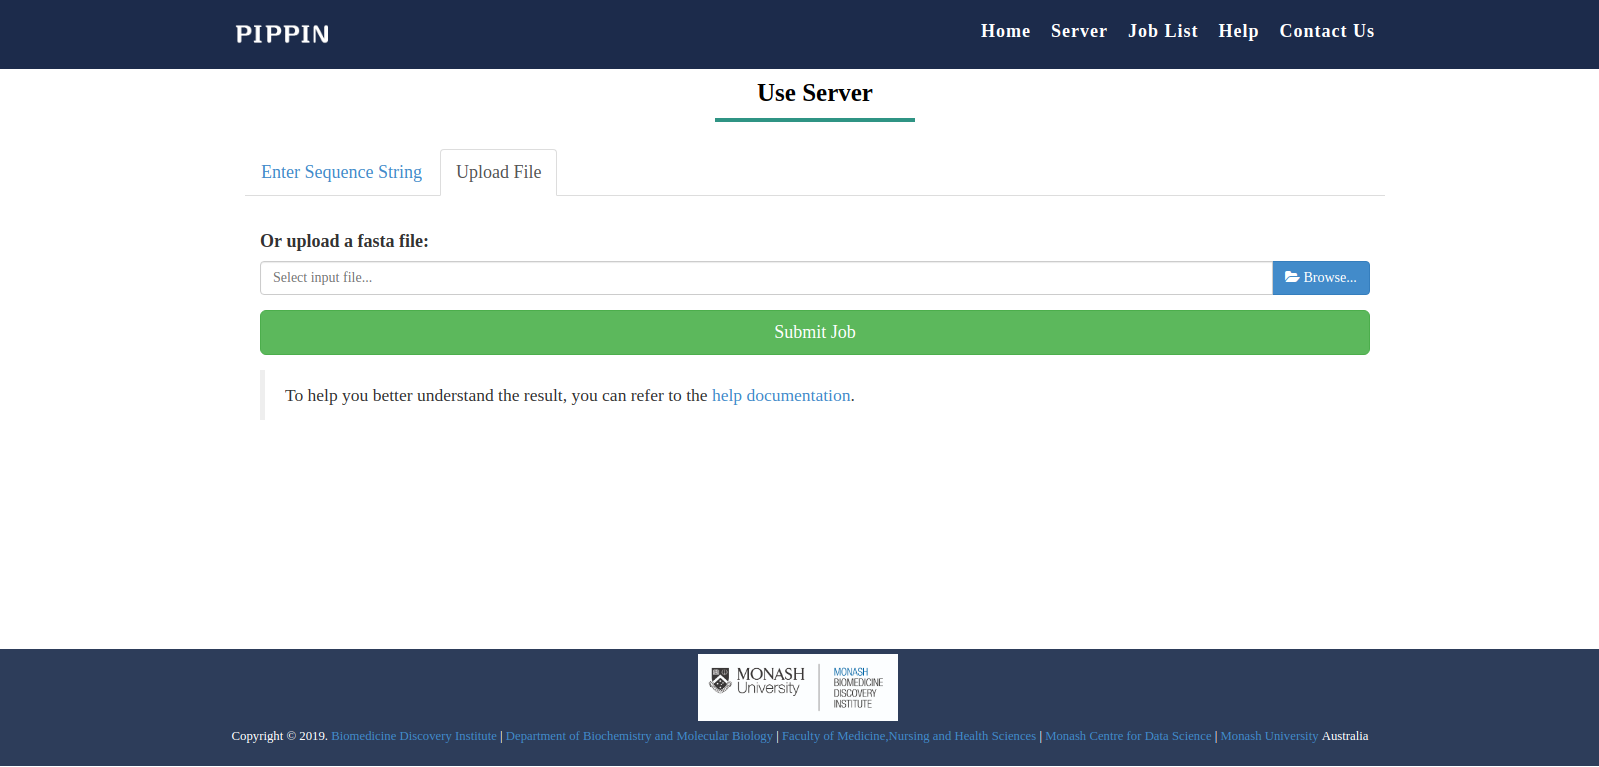 PIPPIN
Home Server Job List Help Contact Us
Use Server
Enter Sequence String Upload File
Or upload a fasta file:
Select input file... Browse...
Submit Job
To help you better understand the result, you can refer to the help documentation.
MONASH University
MONASH
BIOMEDICINE
DISCOVERY
INSTITUTE
Copyright © 2019. Biomedicine Discovery Institute | Department of Biochemistry and Molecular Biology | Faculty of Medicine,Nursing and Health Sciences | Monash Centre for Data Science | Monash University Australia